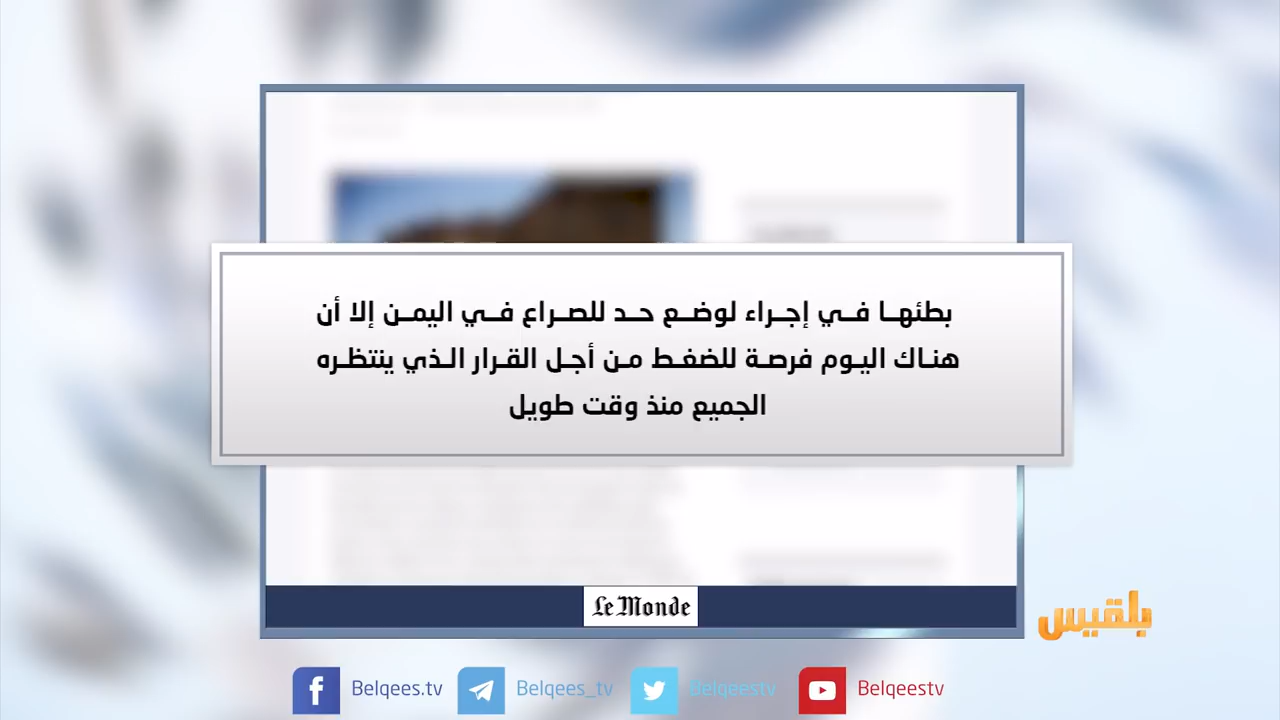 بطئها في إجراء لوضع حد للصراع في اليمن إلا أن
هناك اليوم فرصة للضغط من أجل القرار الذي ينتظره
الجميع منذ وقت طويل
Le Monde
بلقيس
Belqees.tv
Belqees_tv
Belqeestv
Belqeestv